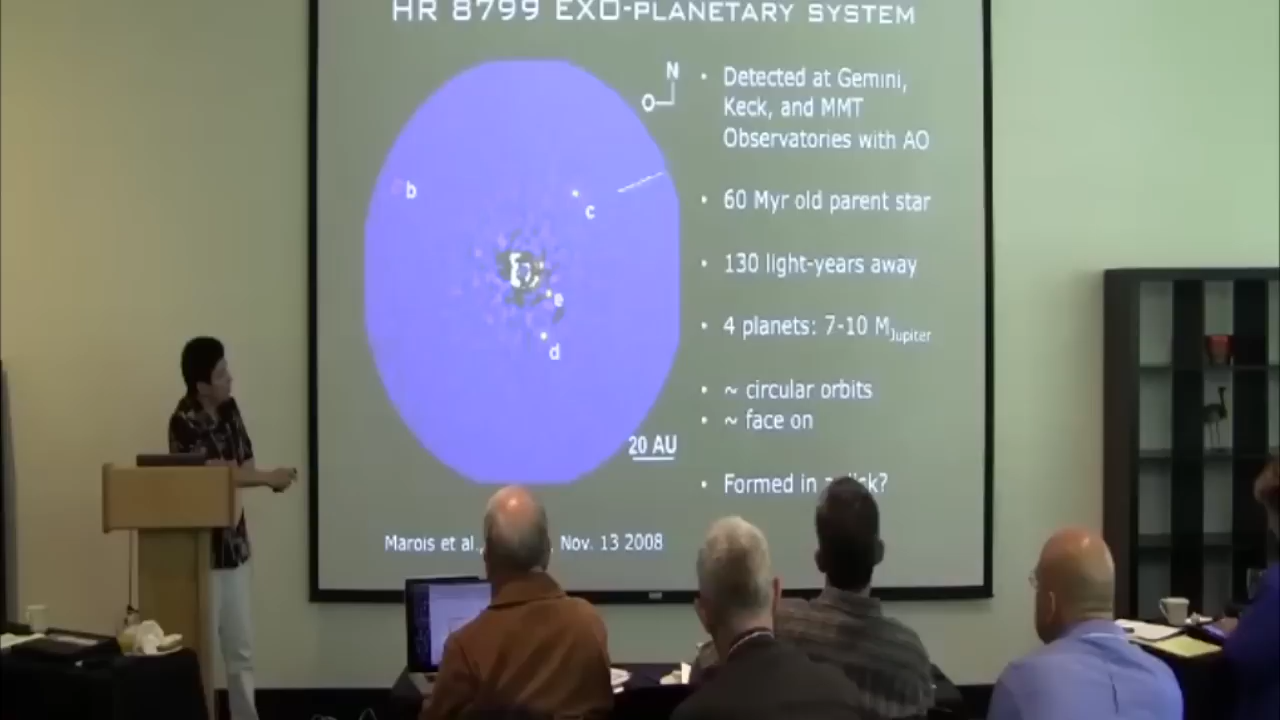 HR 8799 EXO-PLANETARY SYSTEM
N
• Detected at Gemini,
Keck, and MMT
Observatories with AO
b
c
• 60 Myr old parent star
• 130 light-years away
e
• 4 planets: 7-10 MJupiter
d
• ~ circular orbits
• ~ face on
20 AU
• Formed in
Marois et al., Nov. 13 2008